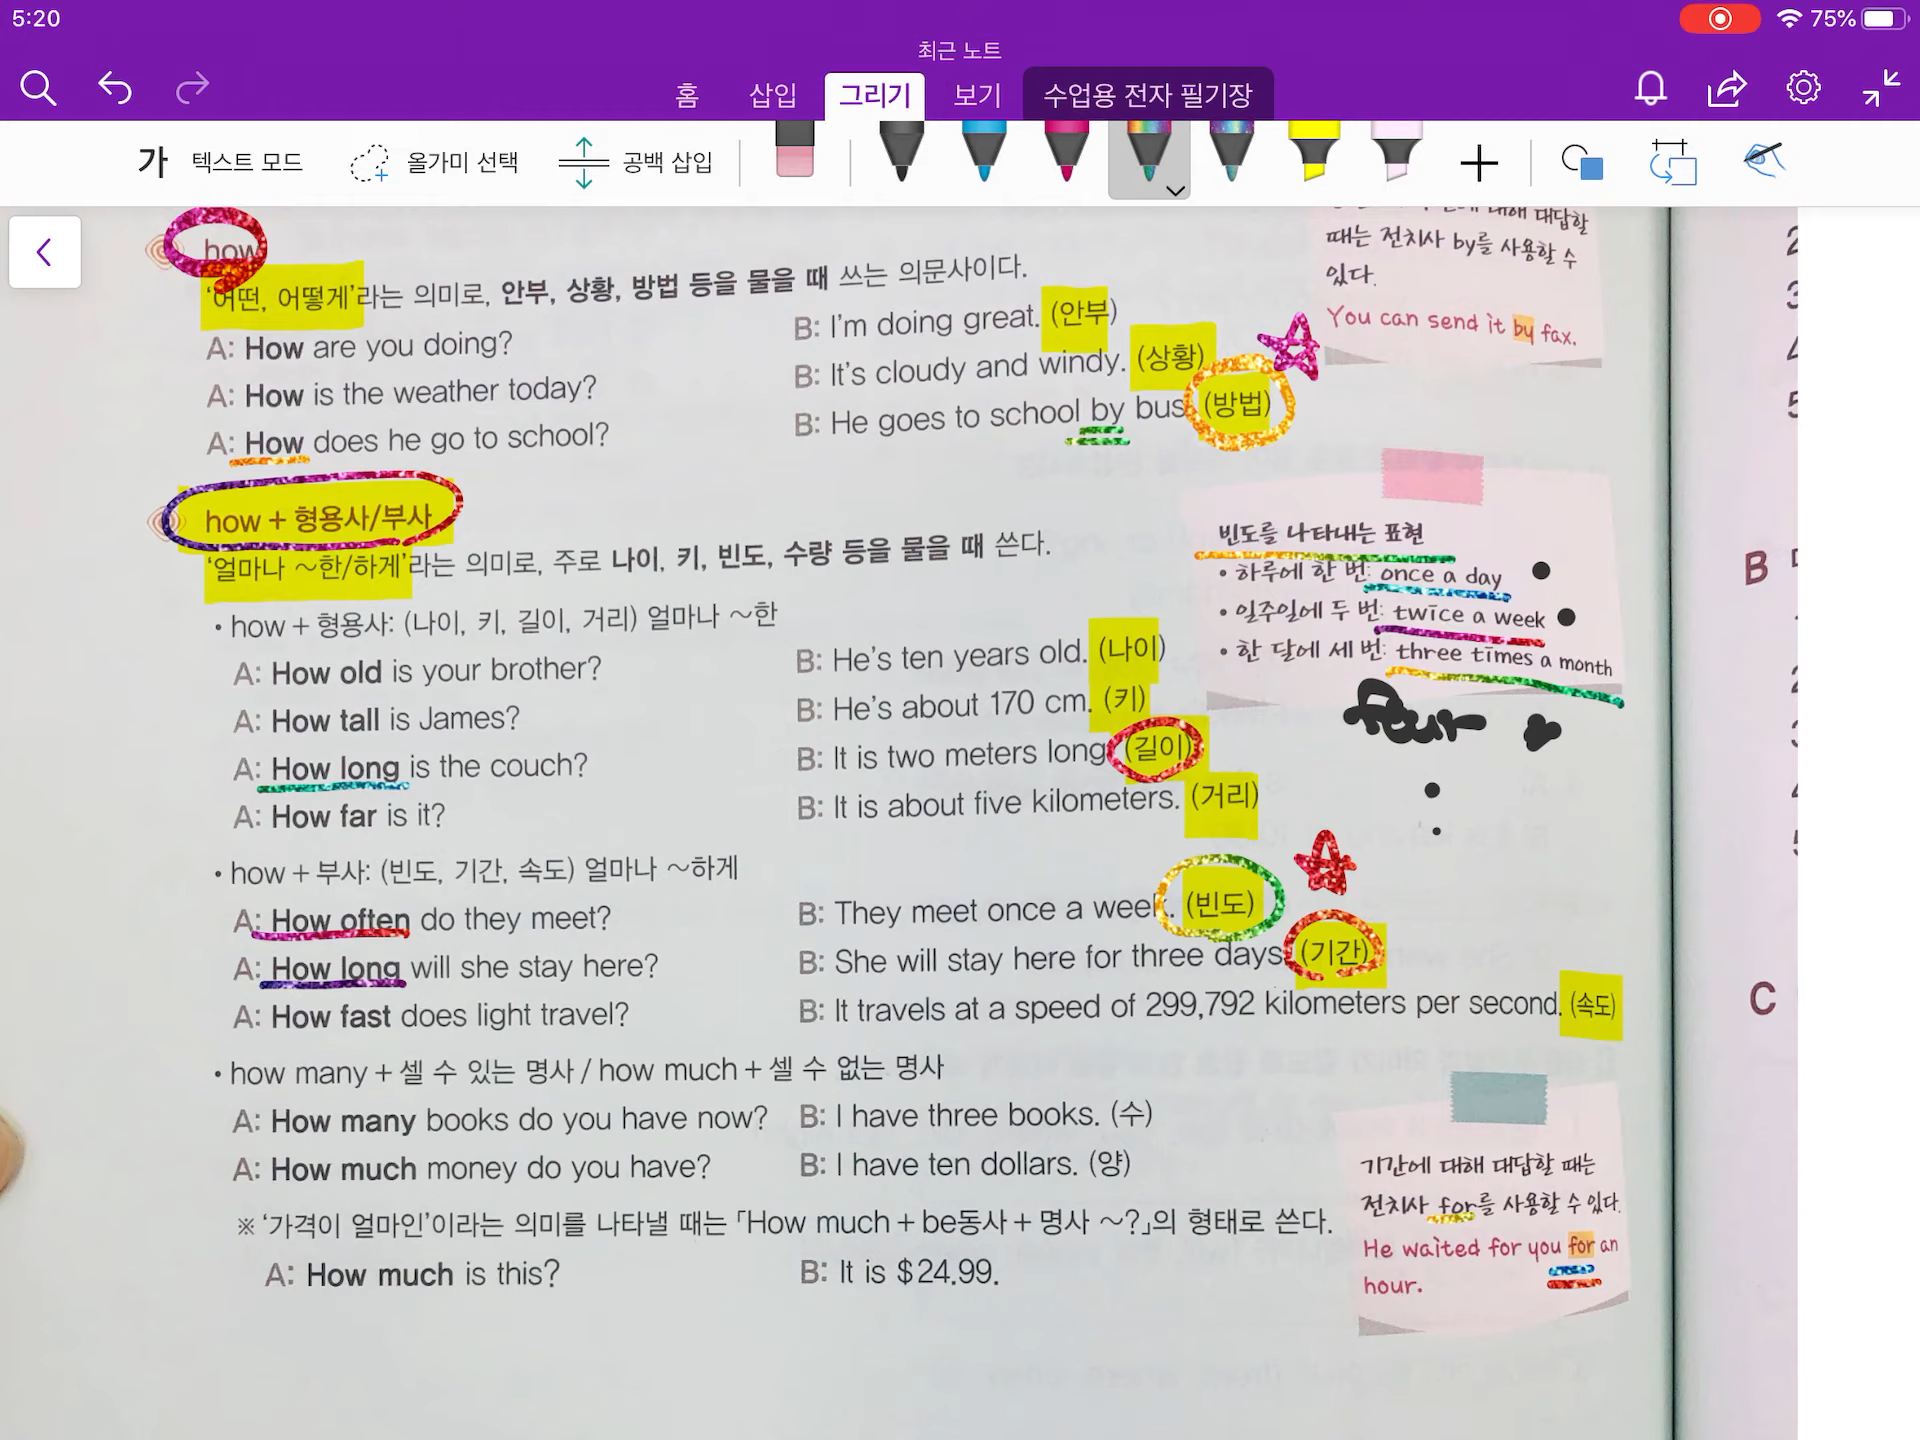 5:20
75%
최근 노트
홈 삽입 그리기 보기 수업용 전자 필기장
가 텍스트 모드 올가미 선택 공백 삽입
how
'어떤, 어떻게'라는 의미로, 안부, 상황, 방법 등을 물을 때 쓰는 의문사이다.
A: How are you doing? B: I'm doing great. (안부)
A: How is the weather today? B: It's cloudy and windy. (상황)
A: How does he go to school? B: He goes to school by bus (방법)
대해 대답할
때는 전치사 by를 사용할 수
있다.
You can send it by fax.
how + 형용사/부사
'얼마나 ~한/하게'라는 의미로, 주로 나이, 키, 빈도, 수량 등을 물을 때 쓴다.
• how + 형용사: (나이, 키, 길이, 거리) 얼마나 ~한
A: How old is your brother? B: He's ten years old. (나이)
A: How tall is James? B: He's about 170 cm. (키)
A: How long is the couch? B: It is two meters long (길이)
A: How far is it? B: It is about five kilometers. (거리)
빈도를 나타내는 표현
• 하루에 한 번: once a day
• 일주일에 두 번: twice a week
• 한 달에 세 번: three times a month
• how + 부사: (빈도, 기간, 속도) 얼마나 ~하게
A: How often do they meet? B: They meet once a week. (빈도)
A: How long will she stay here? B: She will stay here for three days (기간)
A: How fast does light travel? B: It travels at a speed of 299,792 kilometers per second. (속도)
• how many + 셀 수 있는 명사 / how much + 셀 수 없는 명사
A: How many books do you have now? B: I have three books. (수)
A: How much money do you have? B: I have ten dollars. (양)
※ '가격이 얼마인'이라는 의미를 나타낼 때는 「How much + be동사 + 명사 ~?」의 형태로 쓴다.
A: How much is this? B: It is $24.99.
기간에 대해 대답할 때는
전치사 for를 사용할 수 있다.
He waited for you for an
hour.
B
C